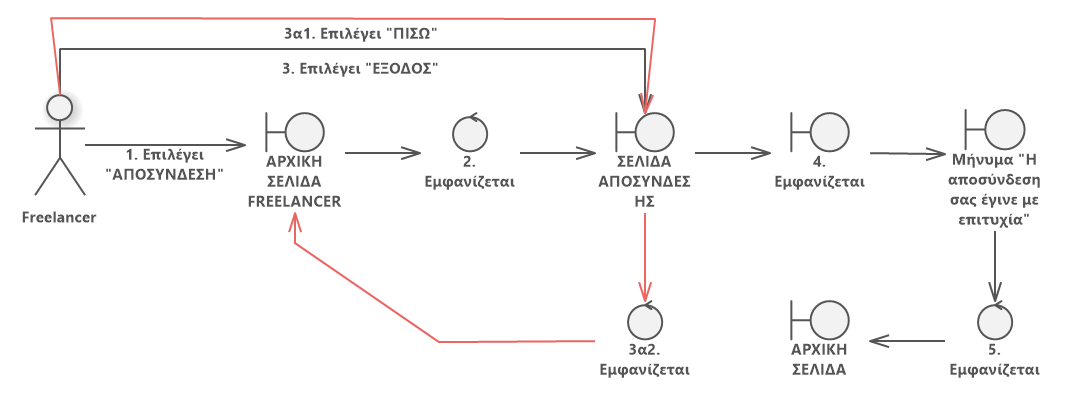 3α1. Επιλέγει "ΠΙΣΩ"
3. Επιλέγει "ΕΞΟΔΟΣ"
1. Επιλέγει
"ΑΠΟΣΥΝΔΕΣΗ"
Freelancer
ΑΡΧΙΚΗ
ΣΕΛΙΔΑ
FREELANCER
2.
Εμφανίζεται
ΣΕΛΙΔΑ
ΑΠΟΣΥΝΔΕΣ
ΗΣ
4.
Εμφανίζεται
Μήνυμα "Η
αποσύνδεση
σας έγινε με
επιτυχία"
3α2.
Εμφανίζεται
ΑΡΧΙΚΗ
ΣΕΛΙΔΑ
5.
Εμφανίζεται